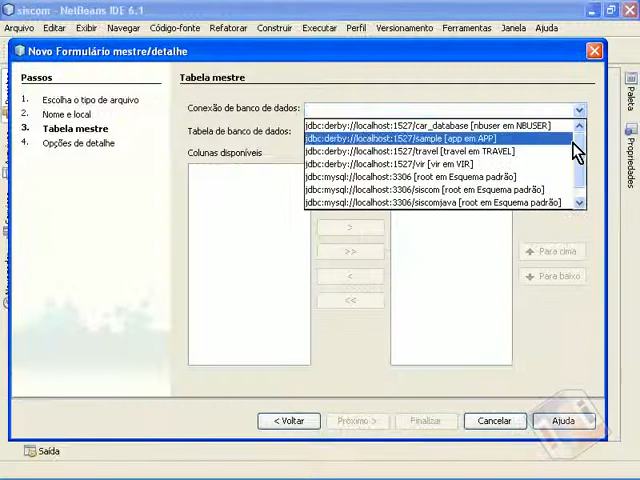 siscom - NetBeans IDE 6.1
Arquivo Editar Exibir Navegar Código-fonte Refatorar Construir Executar Perfil Versionamento Ferramentas Janela Ajuda
Novo Formulário mestre/detalhe
Passos
1. Escolha o tipo de arquivo
2. Nome e local
3. Tabela mestre
4. Opções de detalhe
Tabela mestre
Conexão de banco de dados:
jdbc:derby://localhost:1527/car_database [nbuser em NBUSER]
jdbc:derby://localhost:1527/sample [app em APP]
jdbc:derby://localhost:1527/travel [travel em TRAVEL]
jdbc:derby://localhost:1527/vir [vir em VIR]
jdbc:mysql://localhost:3306 [root em Esquema padrão]
jdbc:mysql://localhost:3306/siscom [root em Esquema padrão]
jdbc:mysql://localhost:3306/siscomjava [root em Esquema padrão]
Tabela de banco de dados:
Colunas disponíveis
>
>>
<
<<
Para cima
Para baixo
< Voltar
Próximo >
Finalizar
Cancelar
Ajuda
Paleta
Propriedades
Saída